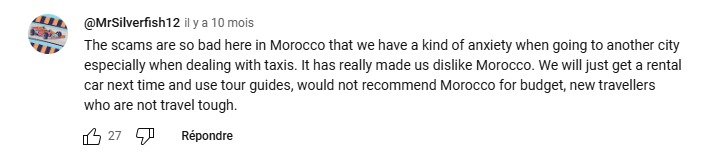 @MrSilverfish12 il y a 10 mois
The scams are so bad here in Morocco that we have a kind of anxiety when going to another city
especially when dealing with taxis. It has really made us dislike Morocco. We will just get a rental
car next time and use tour guides, would not recommend Morocco for budget, new travellers
who are not travel tough.
27 Répondre